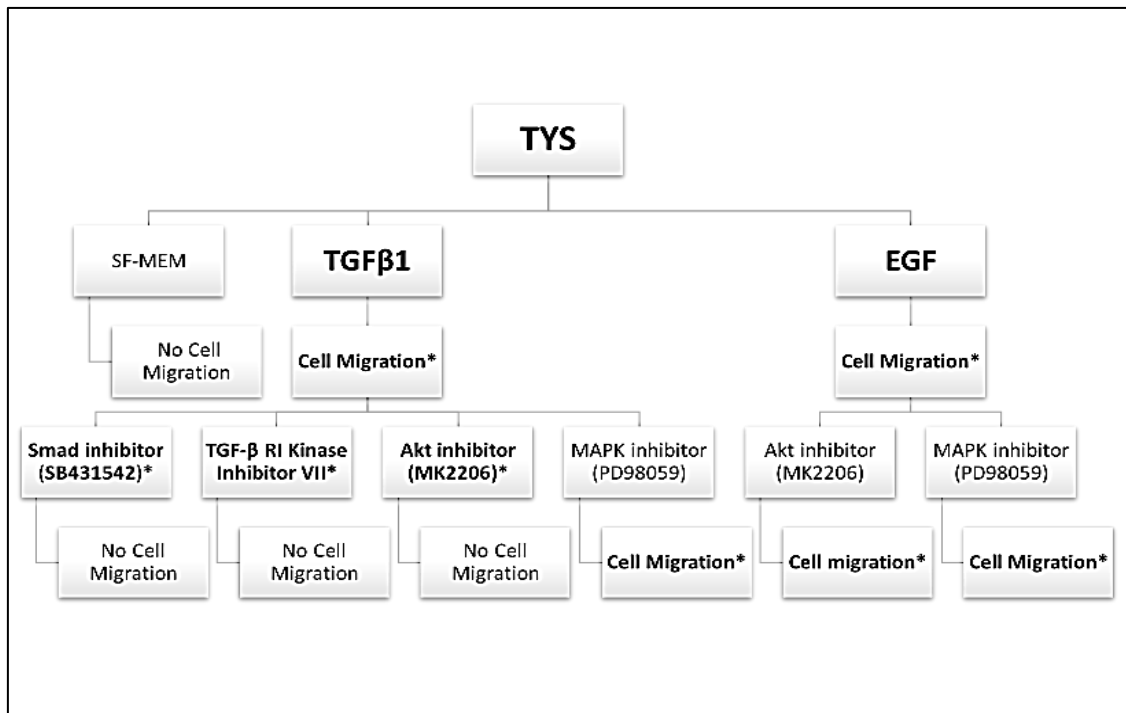 TYS
SF-MEM
TGFβ1
EGF
No Cell
Migration
Cell Migration*
Cell Migration*
Smad inhibitor
(SB431542)*
TGF-β RI Kinase
Inhibitor VII*
Akt inhibitor
(MK2206)*
MAPK inhibitor
(PD98059)
Akt inhibitor
(MK2206)
MAPK inhibitor
(PD98059)
No Cell
Migration
No Cell
Migration
No Cell
Migration
Cell Migration*
Cell migration*
Cell Migration*